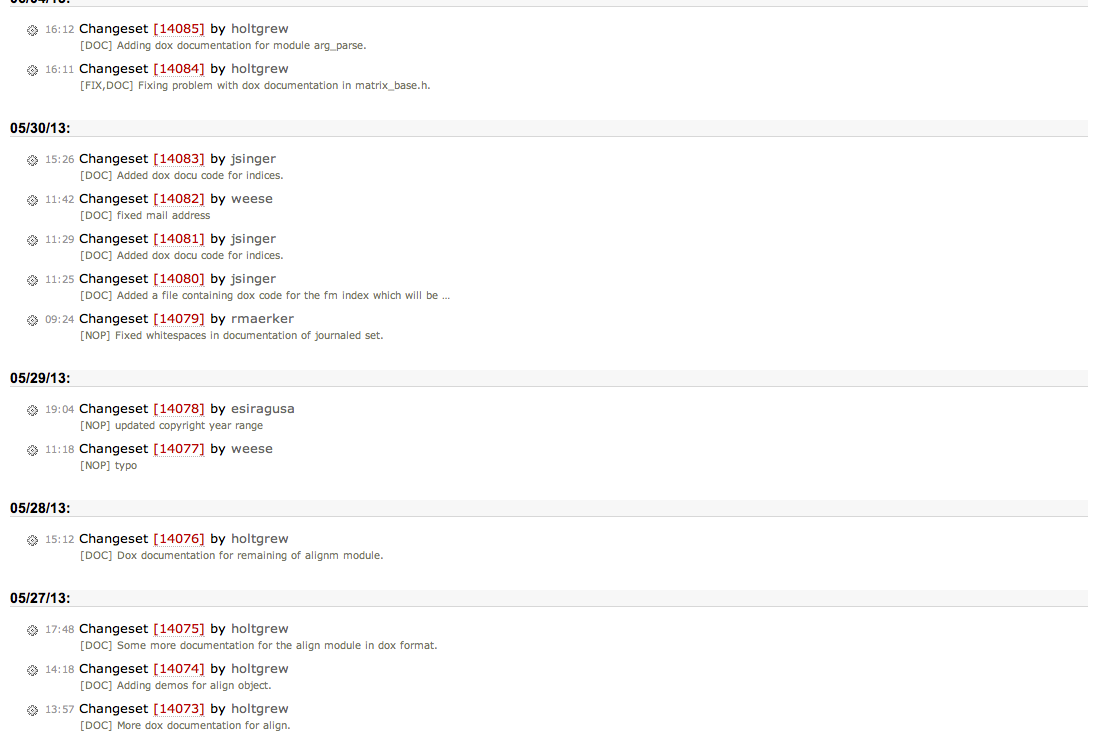 16:12 Changeset [14085] by holtgrew
[DOC] Adding dox documentation for module arg_parse.
16:11 Changeset [14084] by holtgrew
[FIX,DOC] Fixing problem with dox documentation in matrix_base.h.
05/30/13:
15:26 Changeset [14083] by jsinger
[DOC] Added dox docu code for indices.
11:42 Changeset [14082] by weese
[DOC] fixed mail address
11:29 Changeset [14081] by jsinger
[DOC] Added dox docu code for indices.
11:25 Changeset [14080] by jsinger
[DOC] Added a file containing dox code for the fm index which will be ...
09:24 Changeset [14079] by rmaerker
[NOP] Fixed whitespaces in documentation of journaled set.
05/29/13:
19:04 Changeset [14078] by esiragusa
[NOP] updated copyright year range
11:18 Changeset [14077] by weese
[NOP] typo
05/28/13:
15:12 Changeset [14076] by holtgrew
[DOC] Dox documentation for remaining of alignm module.
05/27/13:
17:48 Changeset [14075] by holtgrew
[DOC] Some more documentation for the align module in dox format.
14:18 Changeset [14074] by holtgrew
[DOC] Adding demos for align object.
13:57 Changeset [14073] by holtgrew
[DOC] More dox documentation for align.